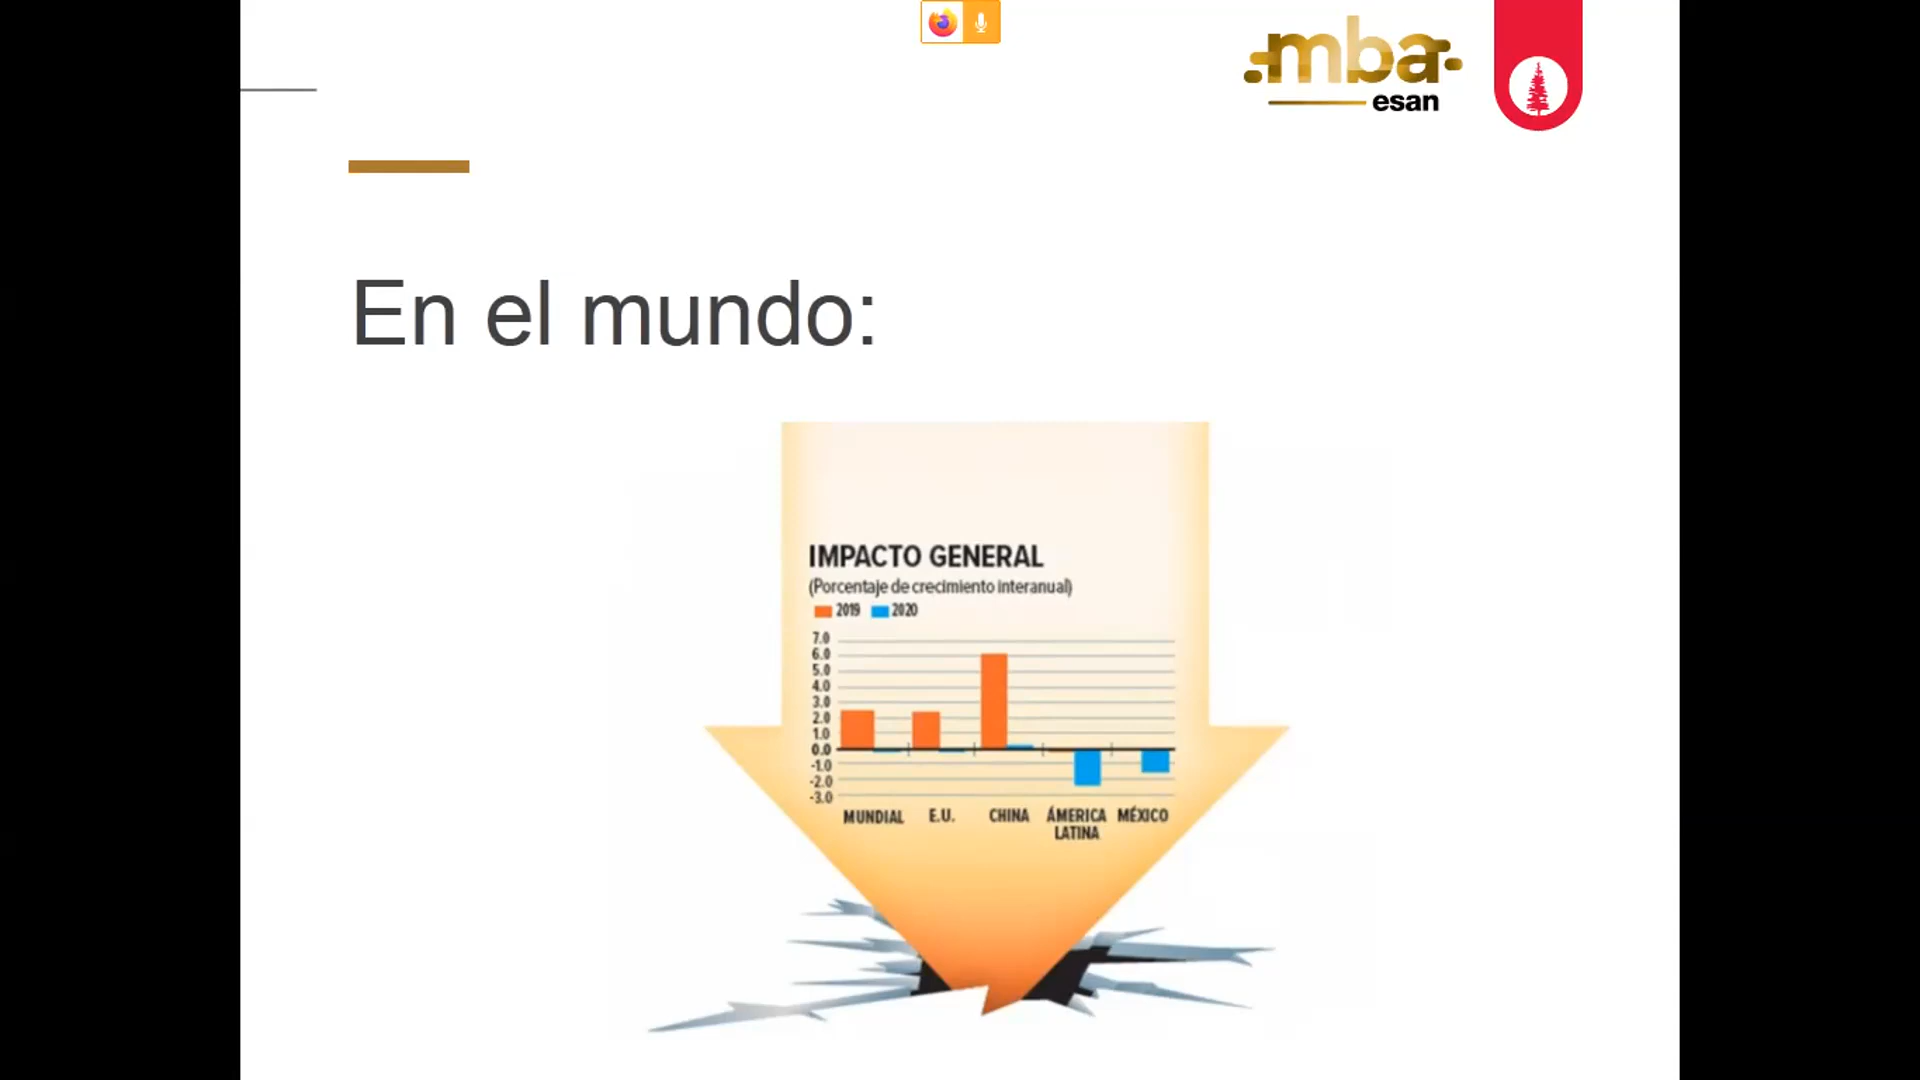 mba
esan
En el mundo:
IMPACTO GENERAL
(Porcentaje de crecimiento interanual)
2019 2020
7.0
6.0
5.0
4.0
3.0
2.0
1.0
0.0
-1.0
-2.0
-3.0
MUNDIAL E.U. CHINA ÁMERICA MÉXICO
LATINA